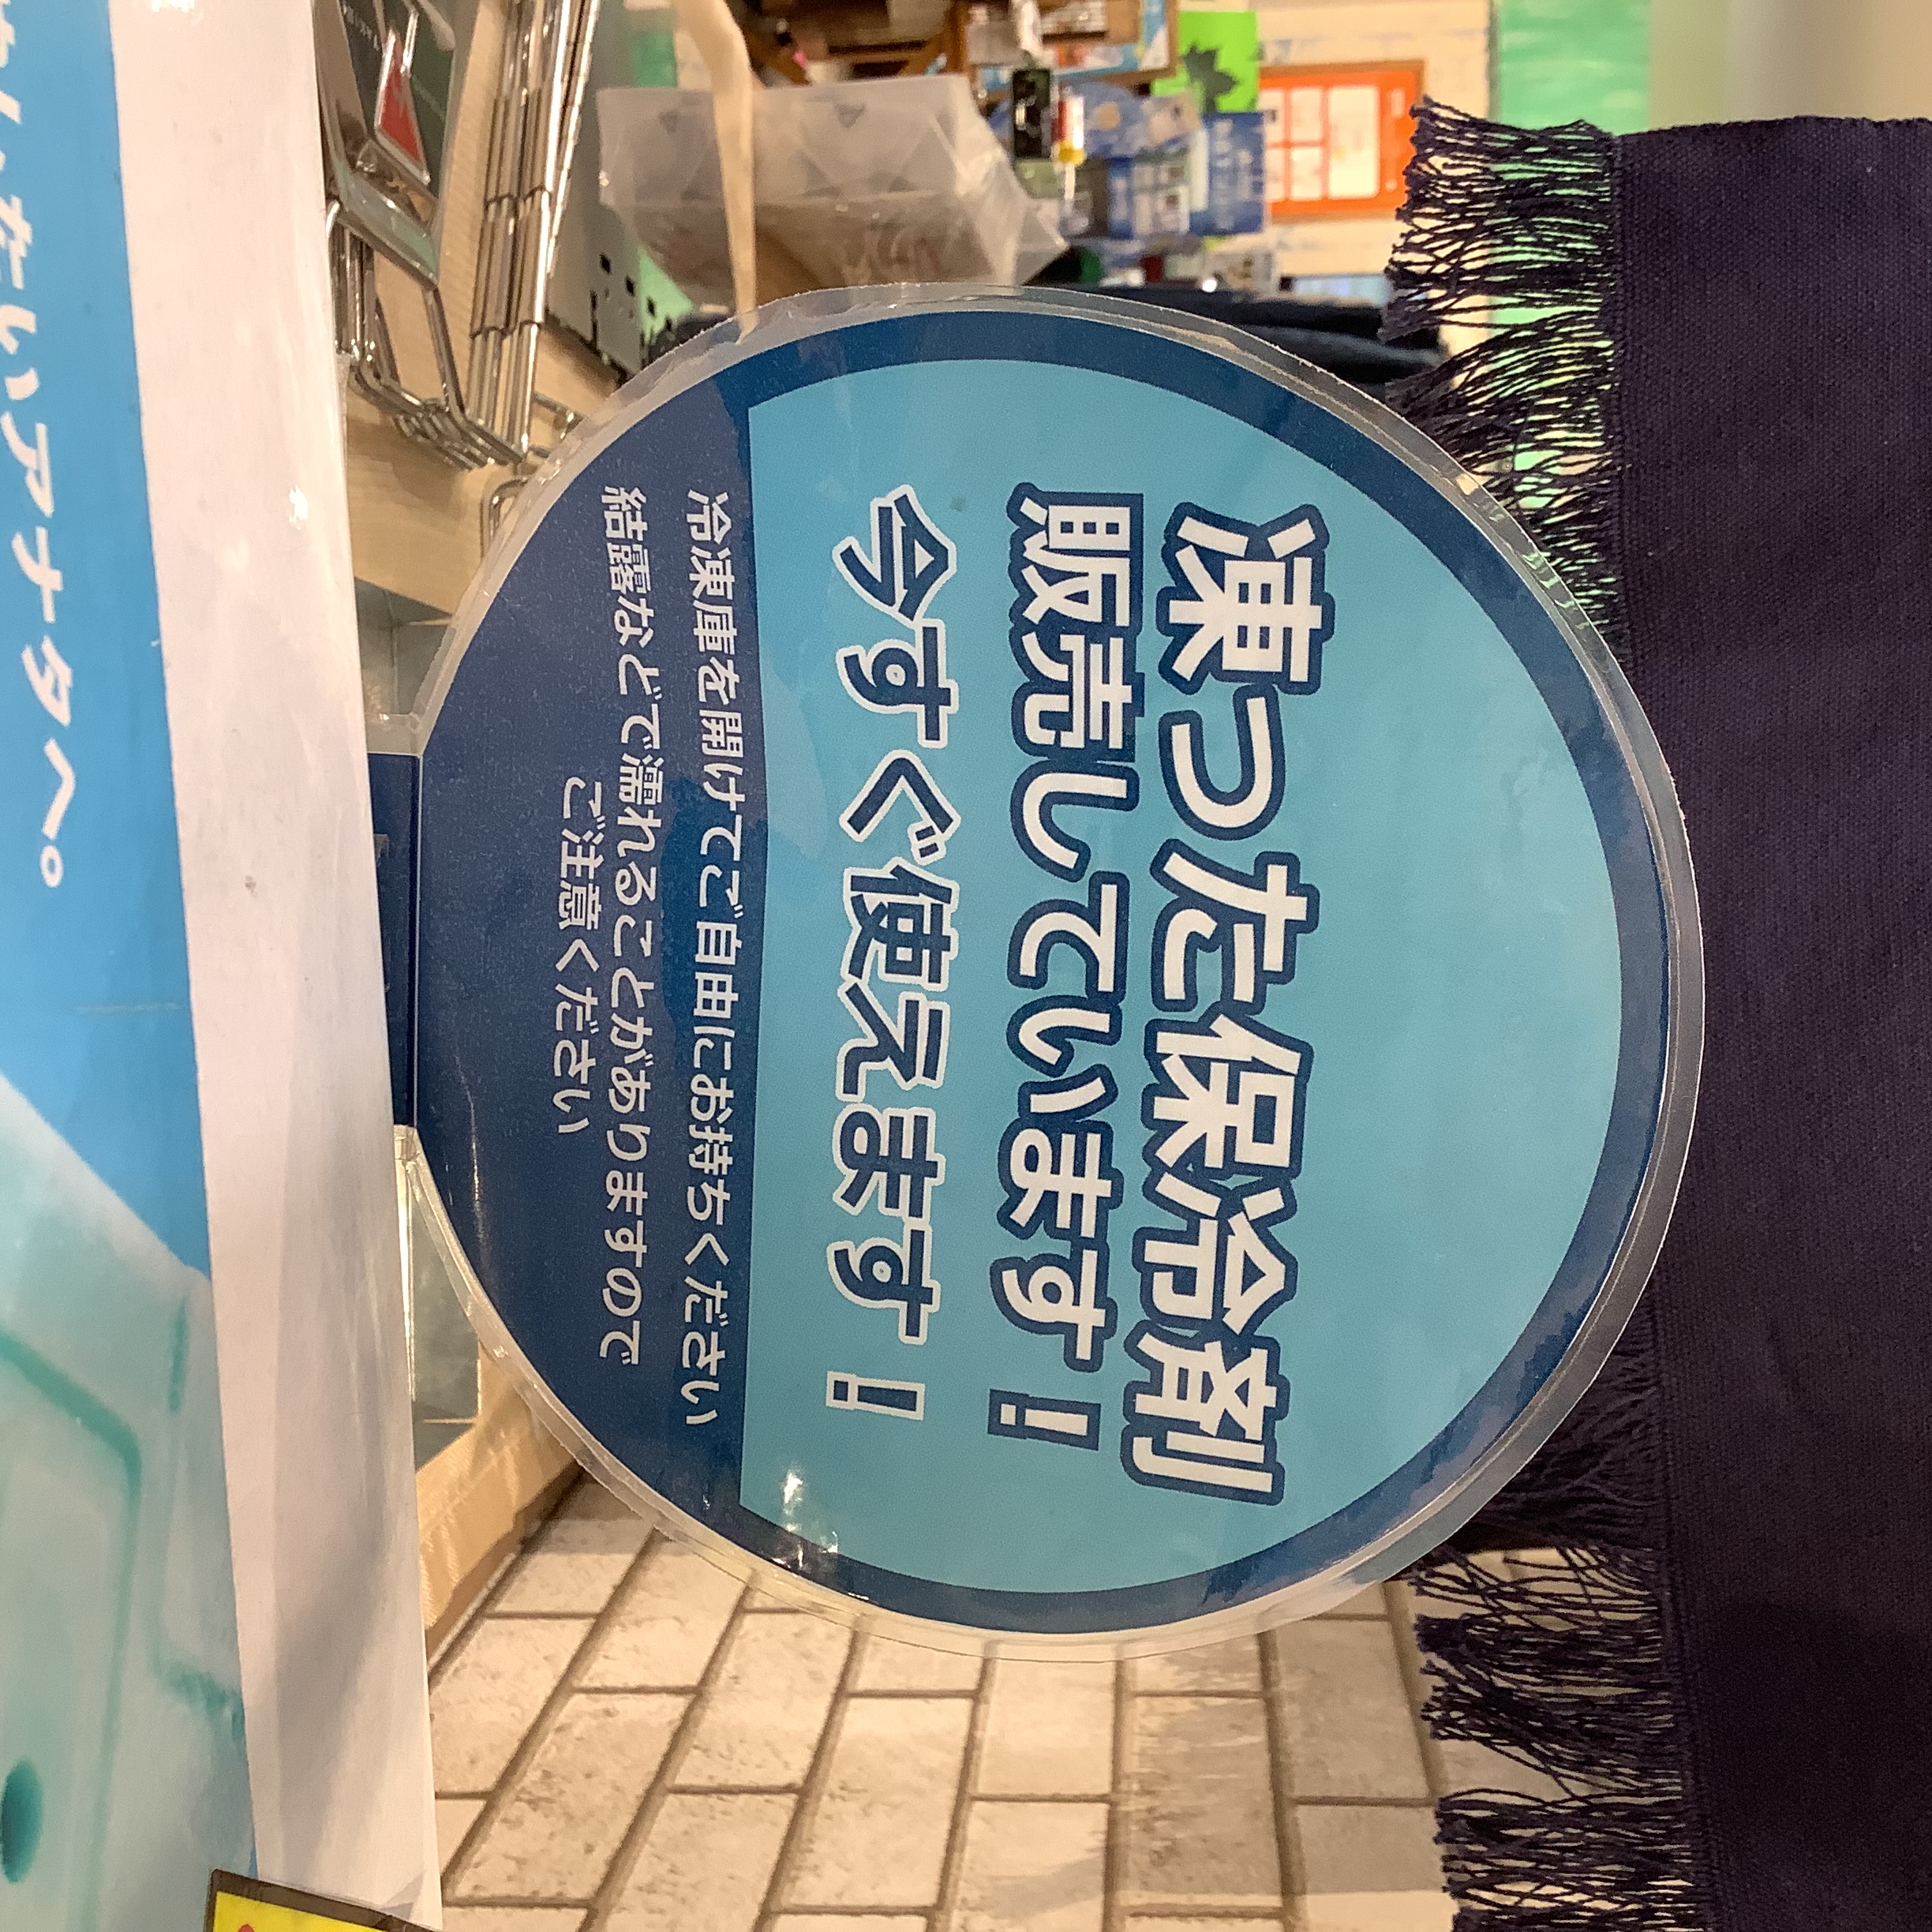 凍った保冷剤
販売しています！
今すぐ使えます！
冷凍庫を開けてご自由にお持ちください
結露などで濡れることがありますので
ご注意ください
たいアナタへ。